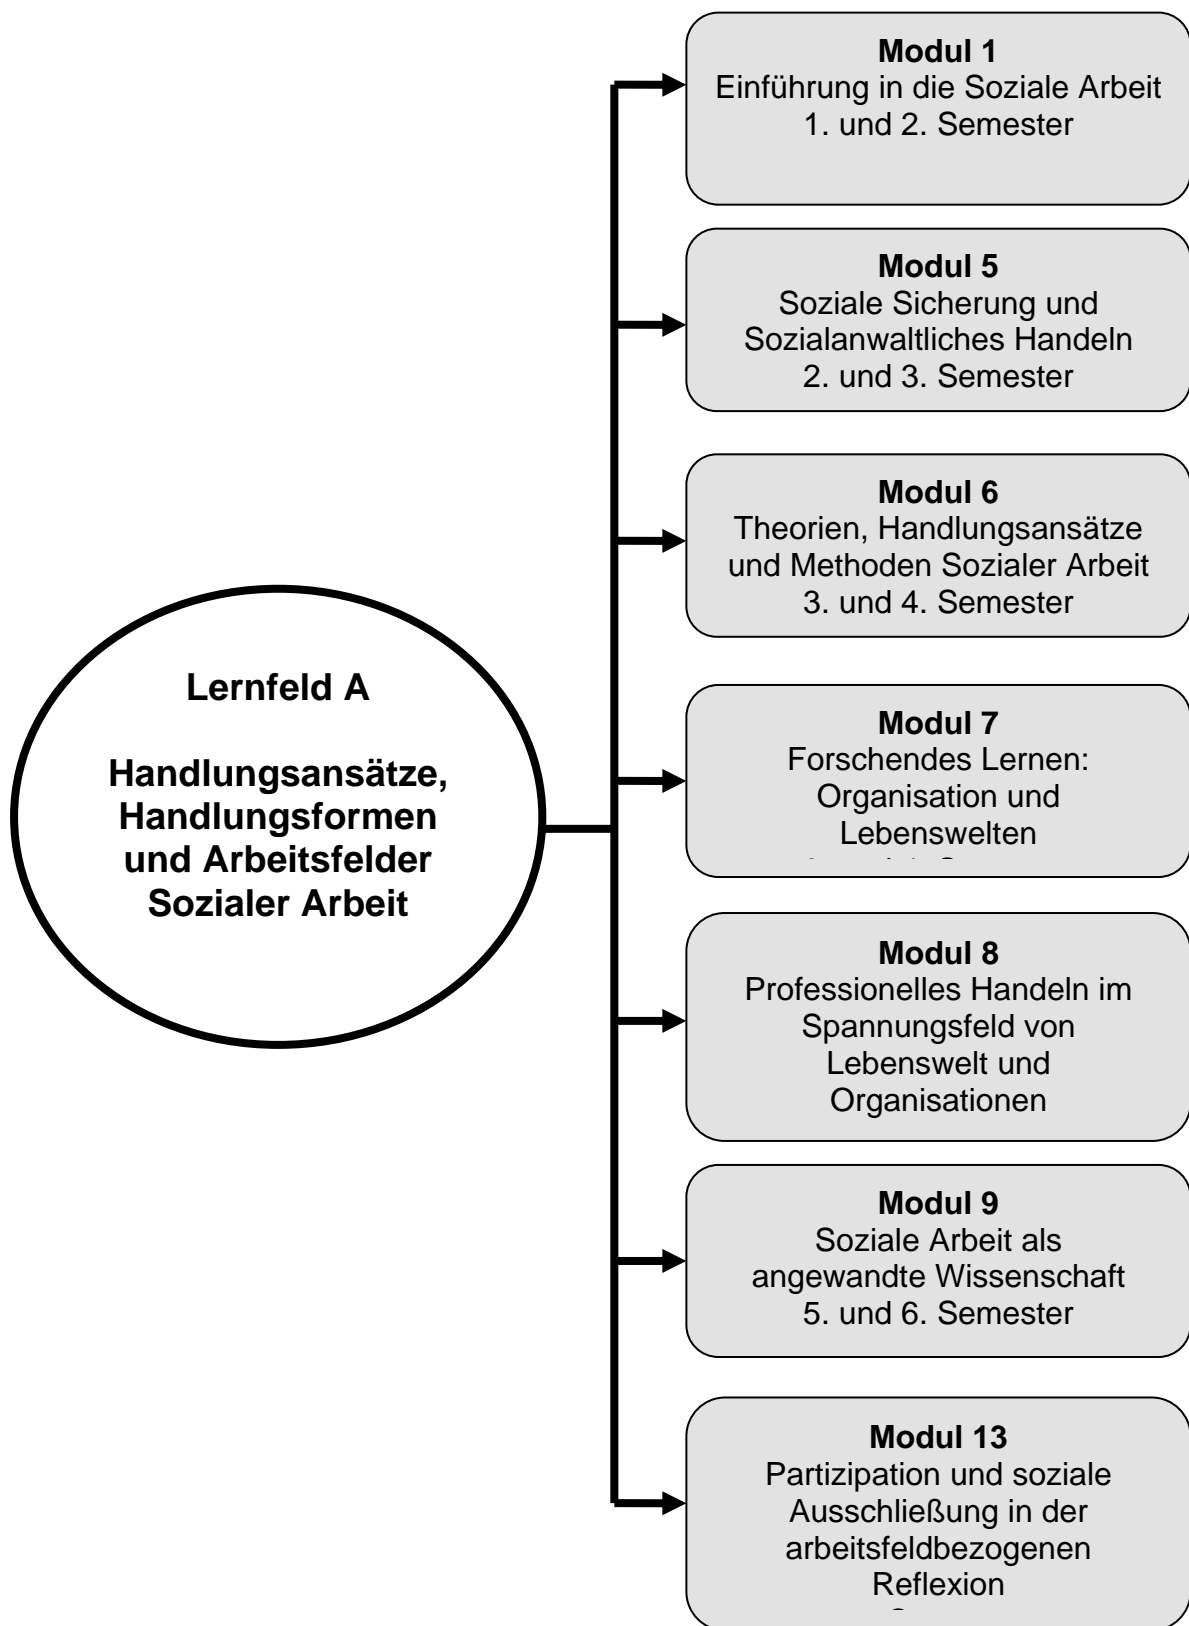 Modul 1
Einführung in die Soziale Arbeit
1. und 2. Semester
Modul 5
Soziale Sicherung und
Sozialanwaltliches Handeln
2. und 3. Semester
Modul 6
Theorien, Handlungsansätze
und Methoden Sozialer Arbeit
3. und 4. Semester
Lernfeld A
Handlungsansätze,
Handlungsformen
und Arbeitsfelder
Sozialer Arbeit
Modul 7
Forschendes Lernen:
Organisation und
Lebenswelten
Modul 8
Professionelles Handeln im
Spannungsfeld von
Lebenswelt und
Organisationen
Modul 9
Soziale Arbeit als
angewandte Wissenschaft
5. und 6. Semester
Modul 13
Partizipation und soziale
Ausschließung in der
arbeitsfeldbezogenen
Reflexion